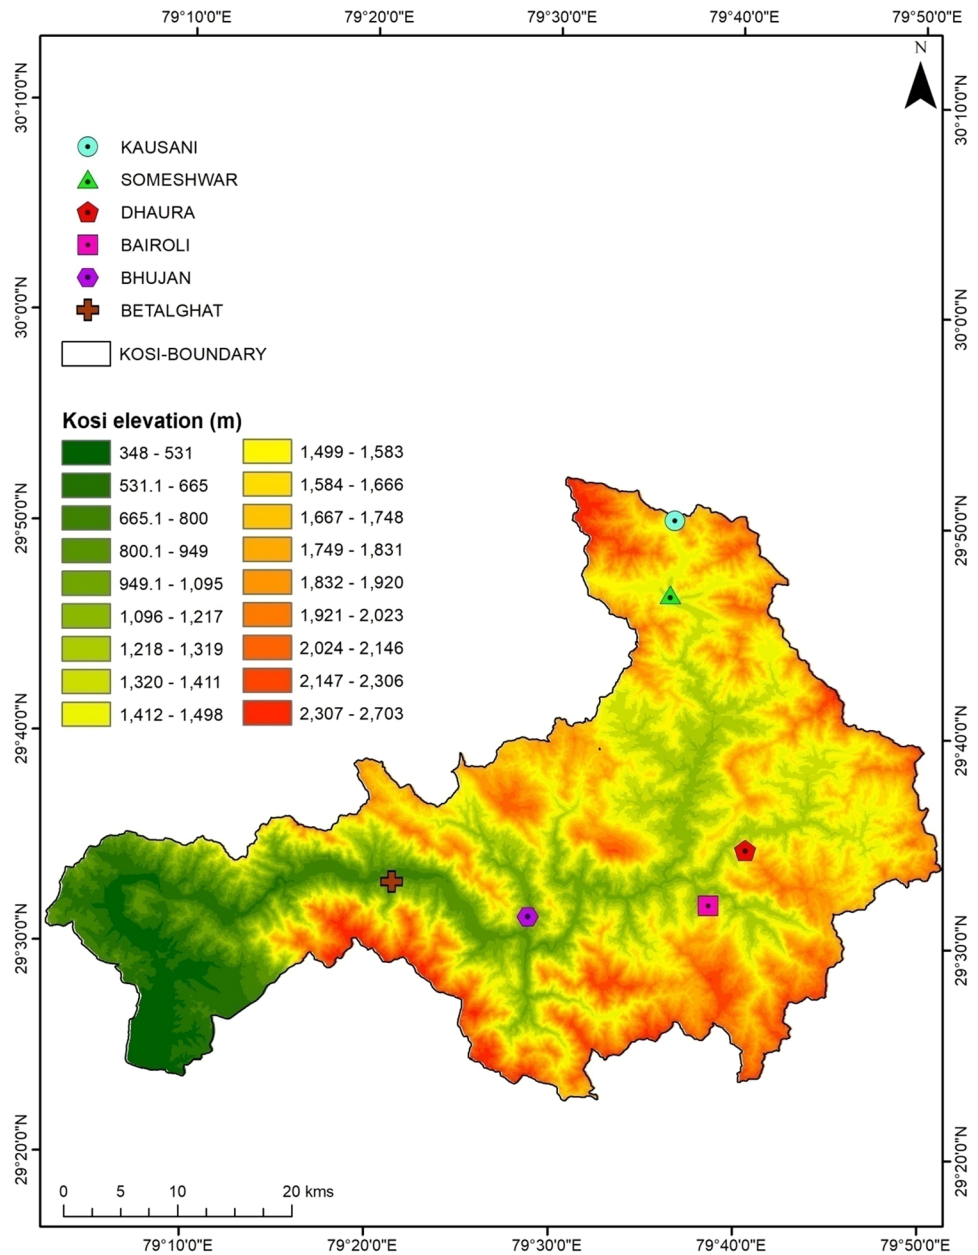 79°10'0"E 79°20'0"E 79°30'0"E 79°40'0"E 79°50'0"E
N
30°10'0"N
30°10'0"N
KAUSANI
SOMESHWAR
DHAURA
BAIROLI
BHUJAN
BETALGHAT
KOSI-BOUNDARY
30°0'0"N
30°0'0"N
Kosi elevation (m)
348 - 531 1,499 - 1,583
531.1 - 665 1,584 - 1,666
665.1 - 800 1,667 - 1,748
800.1 - 949 1,749 - 1,831
949.1 - 1,095 1,832 - 1,920
1,096 - 1,217 1,921 - 2,023
1,218 - 1,319 2,024 - 2,146
1,320 - 1,411 2,147 - 2,306
1,412 - 1,498 2,307 - 2,703
29°50'0"N
29°50'0"N
29°40'0"N
29°40'0"N
29°30'0"N
29°30'0"N
29°20'0"N
29°20'0"N
0 5 10 20 kms
79°10'0"E 79°20'0"E 79°30'0"E 79°40'0"E 79°50'0"E